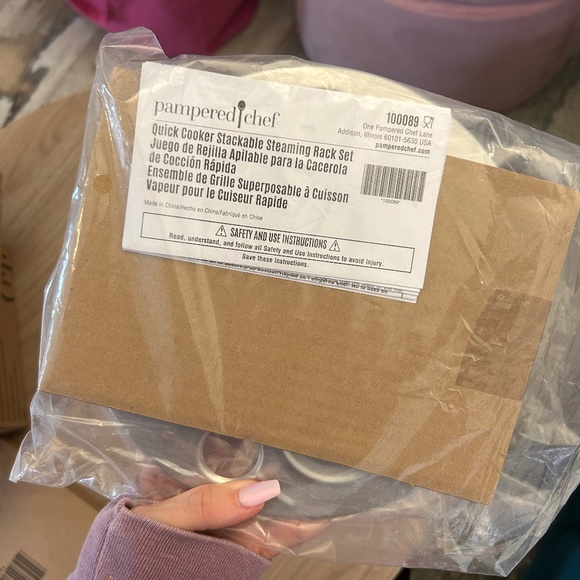 pampered chef
100089
One Pampered Chef Lane
Addison, Illinois 60101-5630 USA
pamperedchef.com
Quick Cooker Stackable Steaming Rack Set
Juego de Rejilla Apilable para la Cacerola
de Cocción Rápida
Ensemble de Grille Superposable à Cuisson
Vapeur pour le Cuiseur Rapide
*100089*
Made in China/Hecho en China/Fabriqué en Chine
SAFETY AND USE INSTRUCTIONS
Read, understand, and follow all Safety and Use Instructions to avoid injury.
Save these Instructions.